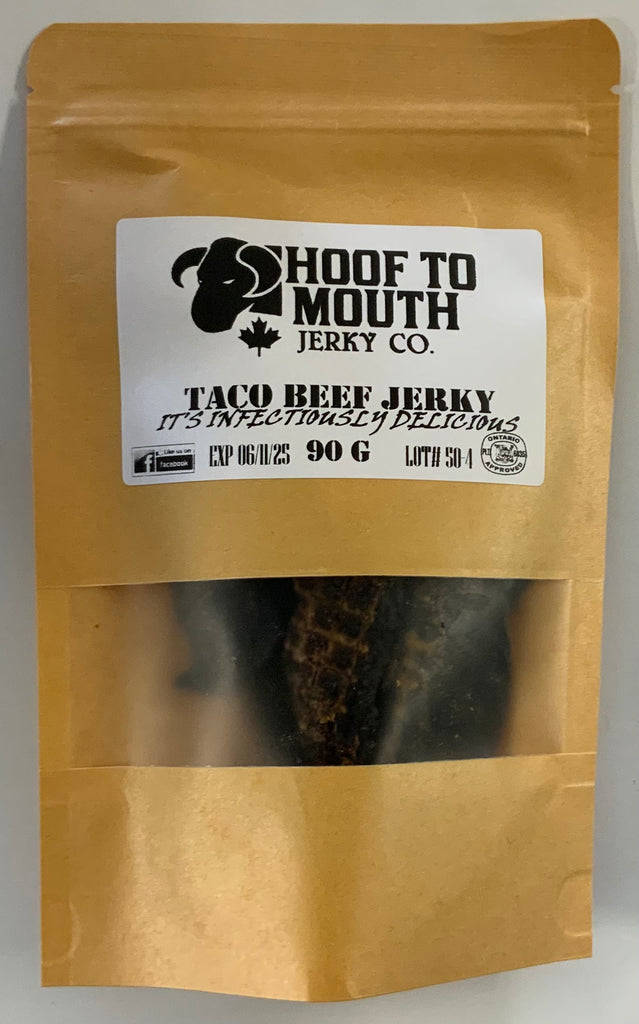 HOOF TO
MOUTH
JERKY CO.
TACO BEEF JERKY
IT'S INFECTIOUSLY DELICIOUS
Like us on
facebook
EXP 06/11/25
90 G
LOT# 50-4
ONTARIO
APPROVED